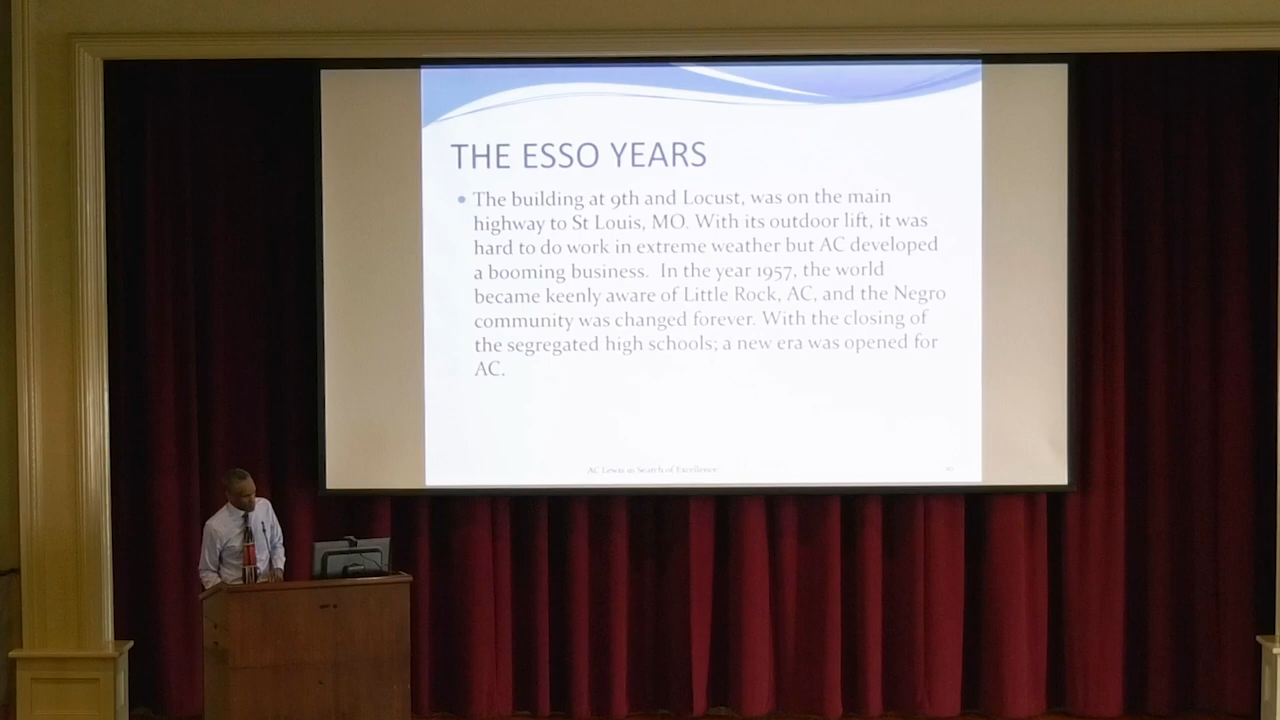 THE ESSO YEARS
• The building at 9th and Locust, was on the main
highway to St Louis, MO. With its outdoor lift, it was
hard to do work in extreme weather but AC developed
a booming business.  In the year 1957, the world
became keenly aware of Little Rock, AC, and the Negro
community was changed forever. With the closing of
the segregated high schools; a new era was opened for
AC.
AC Lewis in Search of Excellence